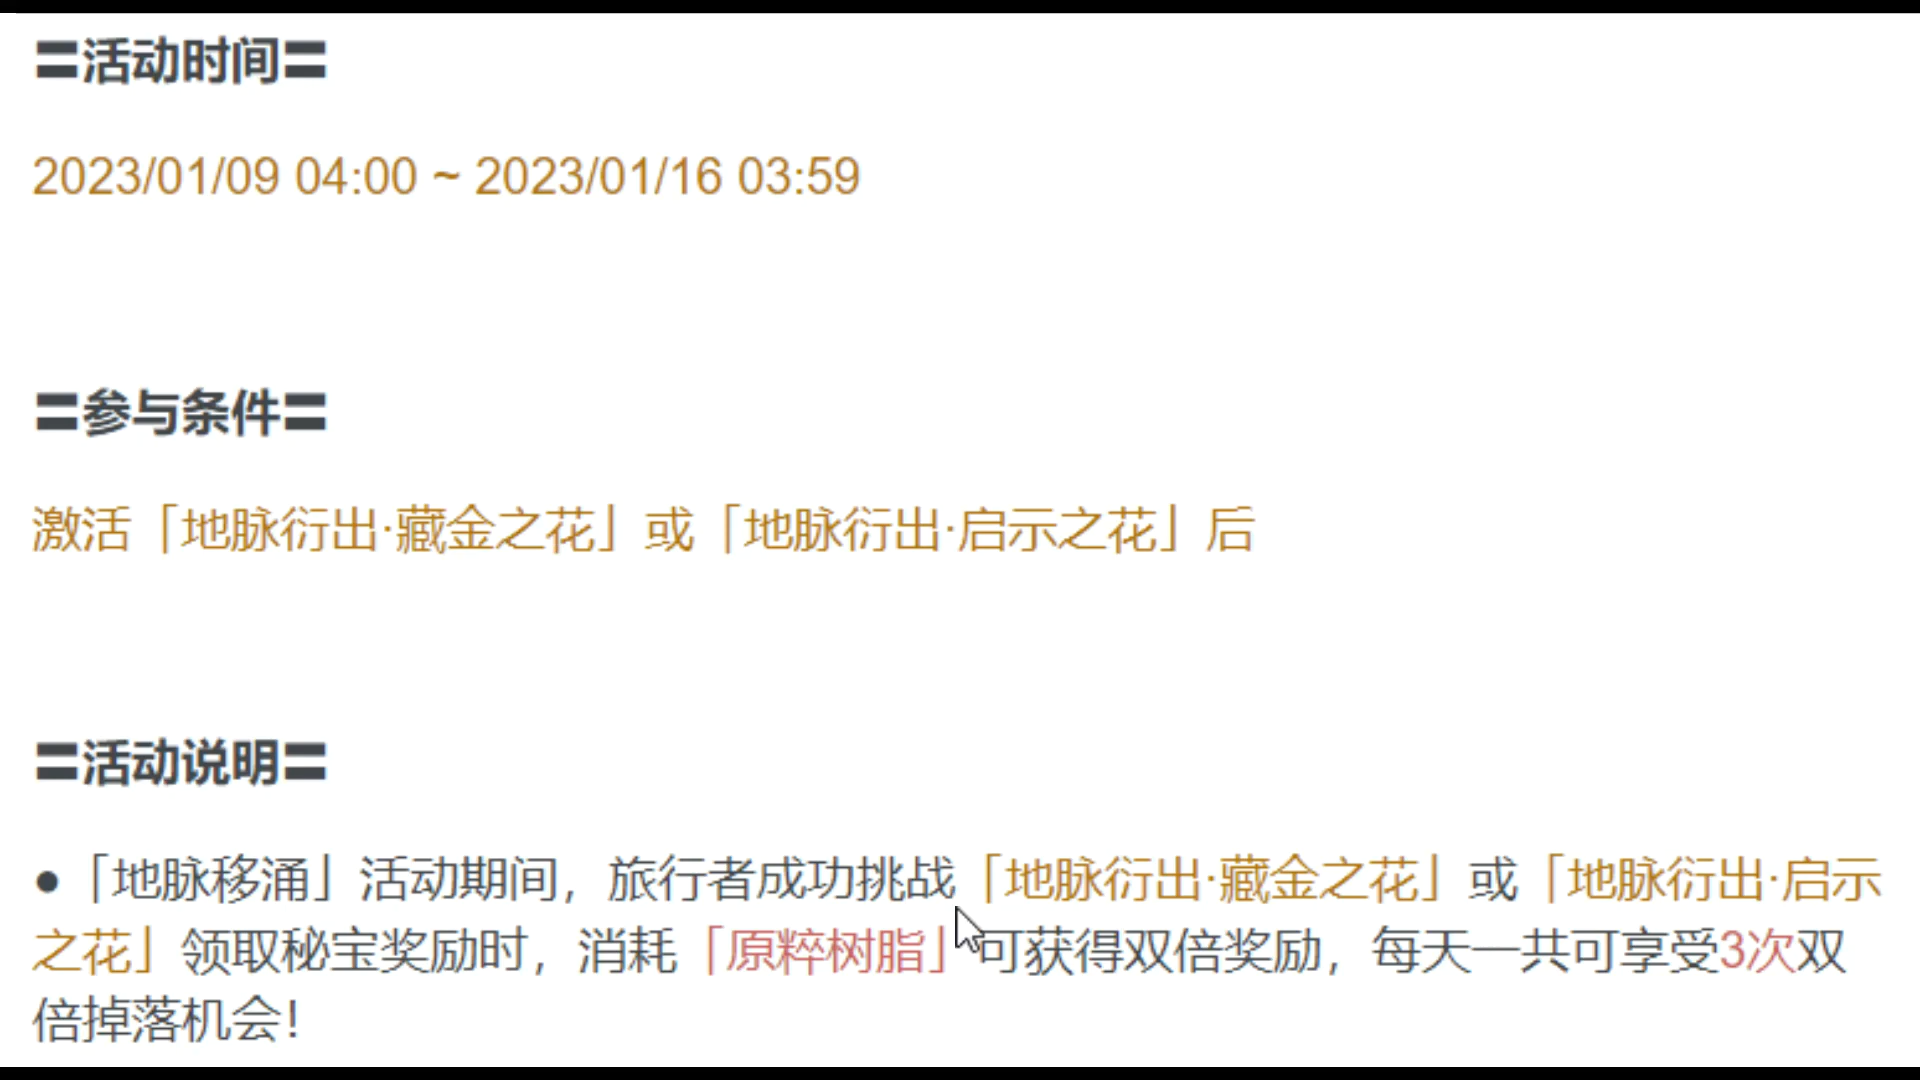 〓活动时间〓
2023/01/09 04:00 ~ 2023/01/16 03:59
〓参与条件〓
激活「地脉衍出·藏金之花」或「地脉衍出·启示之花」后
〓活动说明〓
●「地脉移涌」活动期间，旅行者成功挑战「地脉衍出·藏金之花」或「地脉衍出·启示
之花」领取秘宝奖励时，消耗「原粹树脂」可获得双倍奖励，每天一共可享受3次双
倍掉落机会！